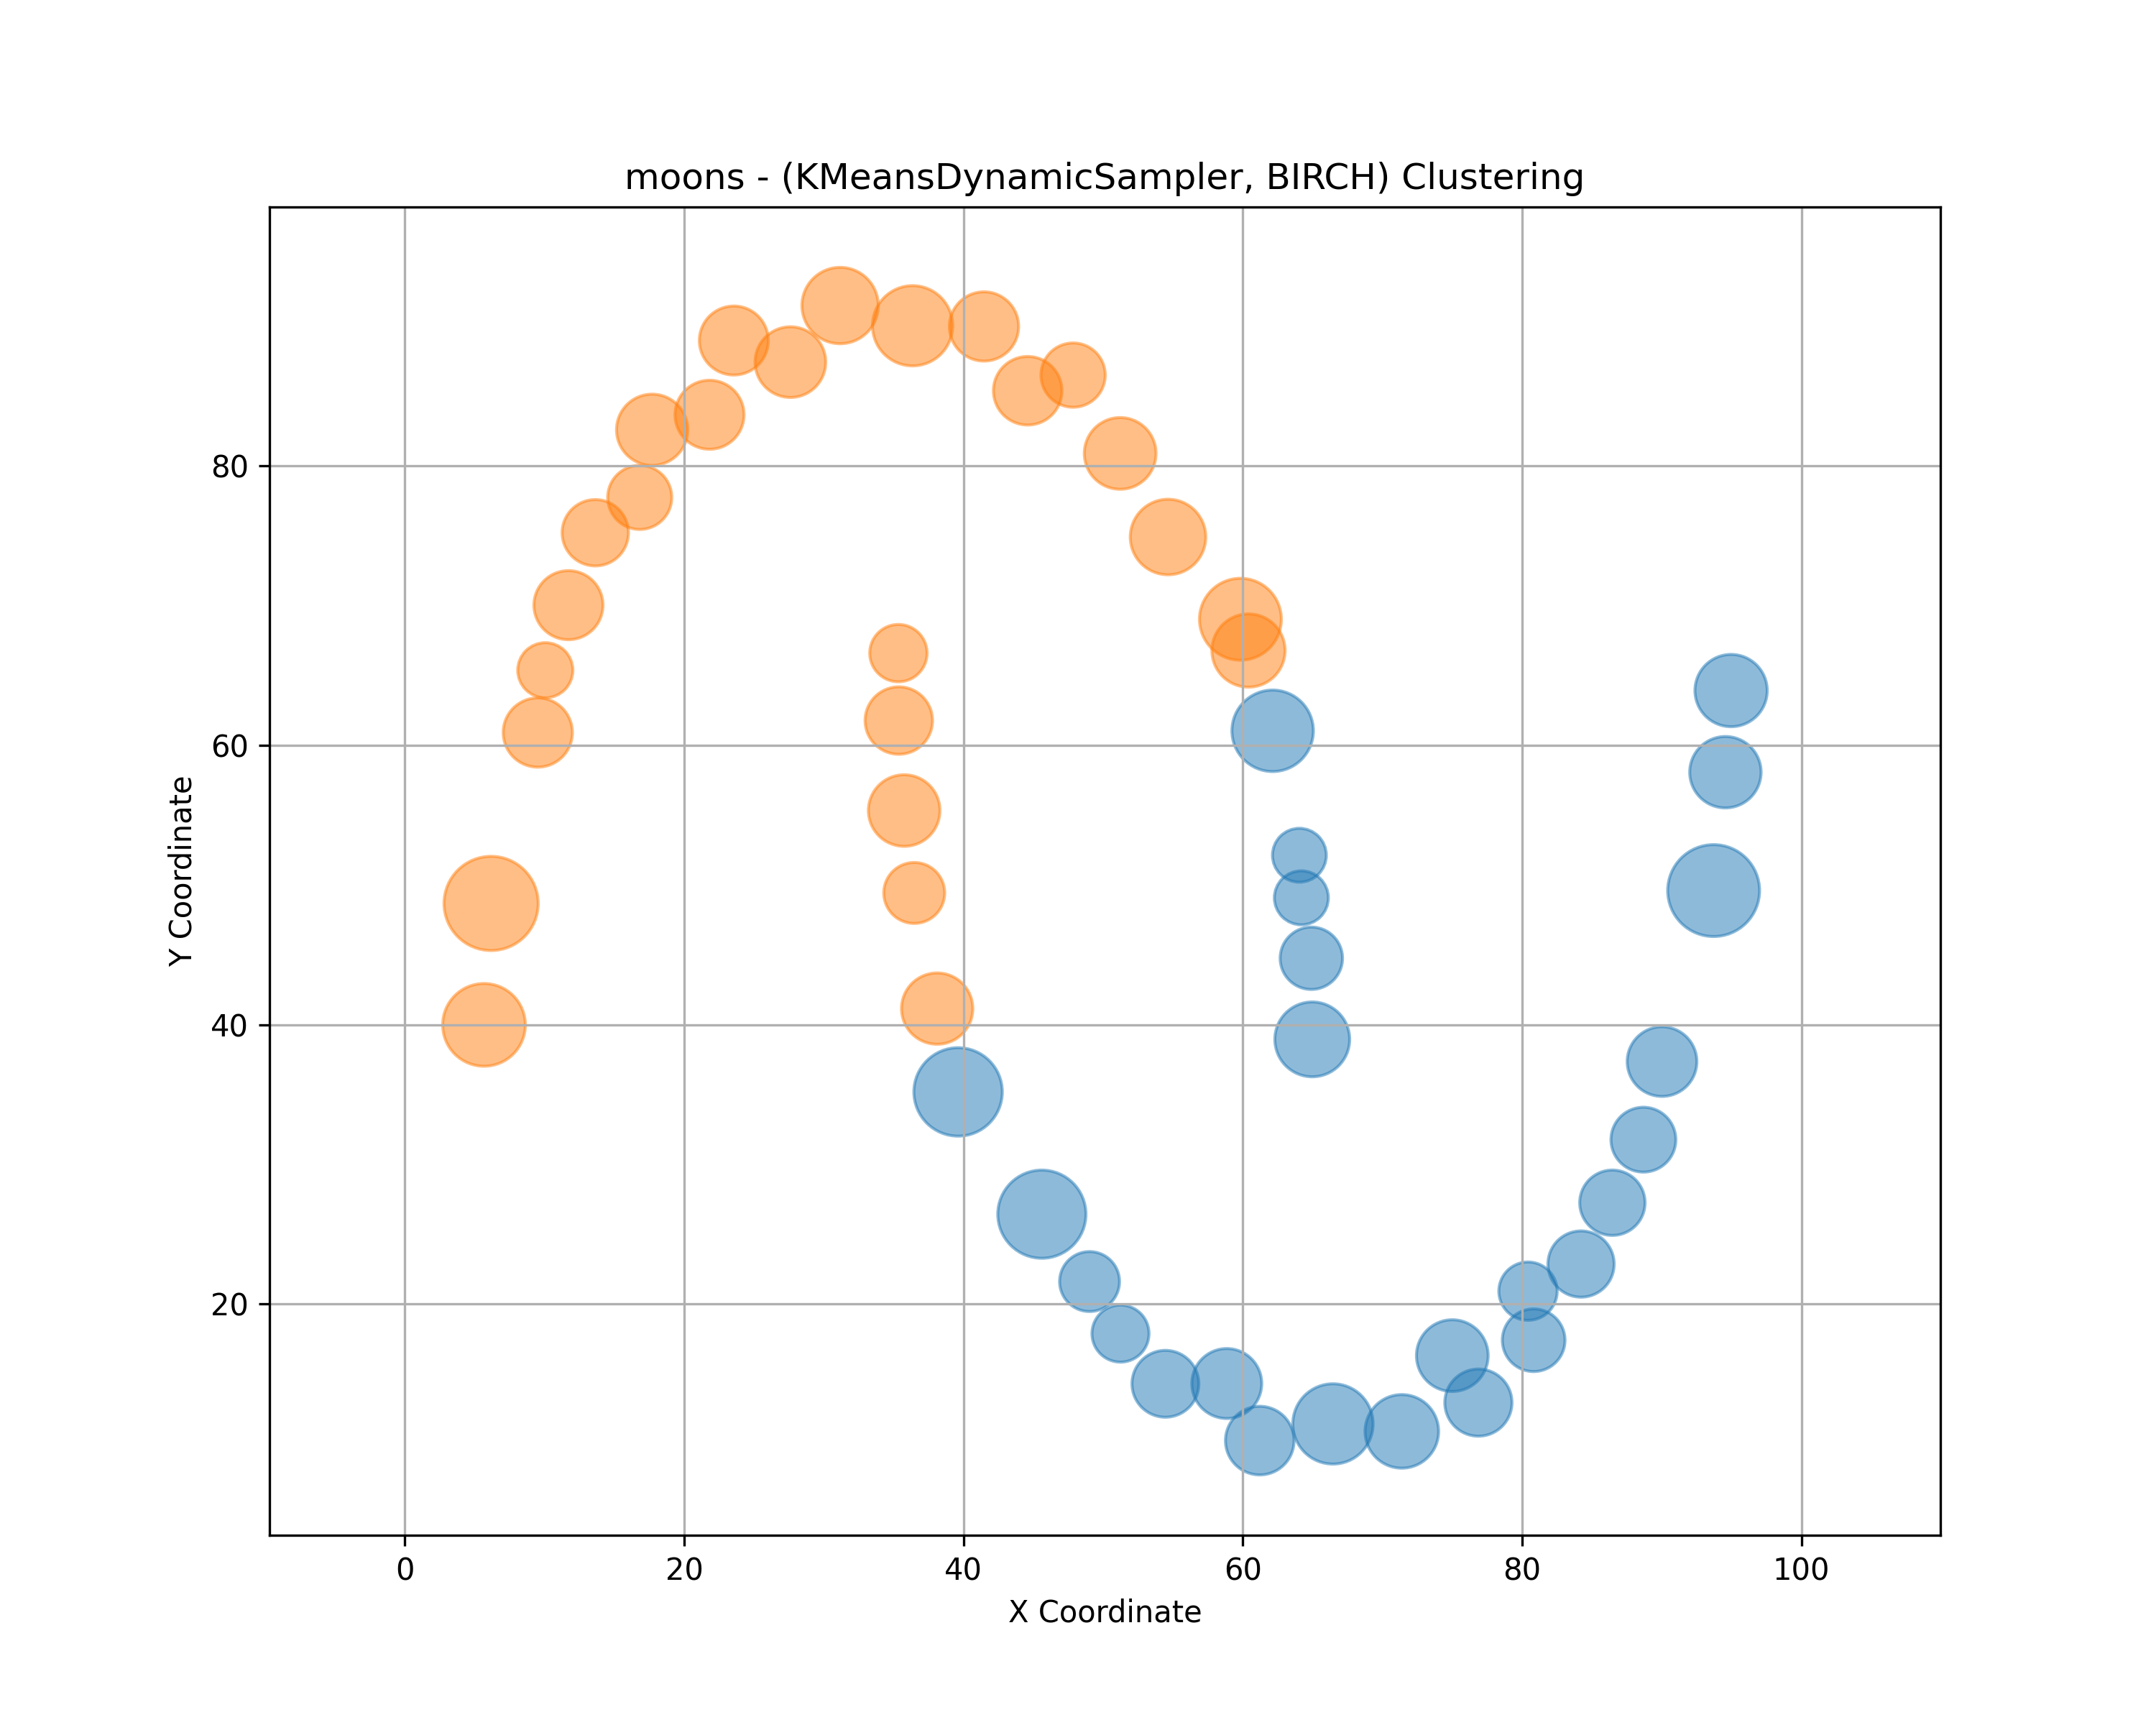 moons - (KMeansDynamicSampler, BIRCH) Clustering
80
60
40
20
Y Coordinate
0 20 40 60 80 100
X Coordinate